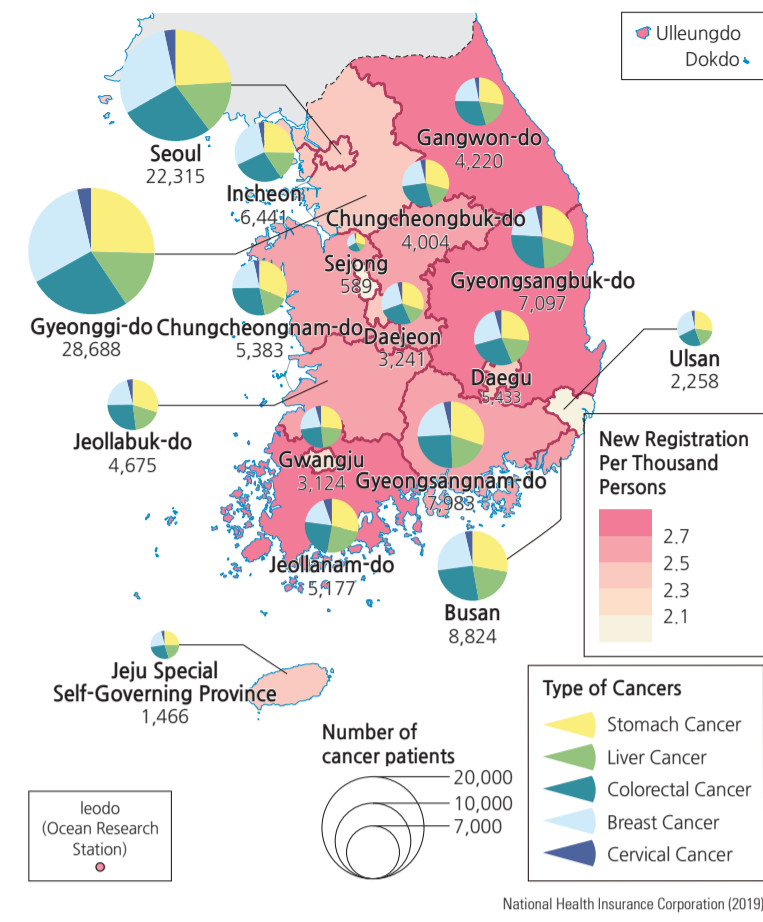 Ulleungdo
Dokdo
Gangwon-do
4,220
Seoul
22,315
Incheon
6,441
Chungcheongbuk-do
4,004
Sejong
589
Gyeongsangbuk-do
7,097
Gyeonggi-do
28,688
Chungcheongnam-do
5,383
Daejeon
3,241
Ulsan
2,258
Daegu
5,433
Jeollabuk-do
4,675
Gwangju
3,124
Gyeongsangnam-do
7,983
New Registration
Per Thousand
Persons
2.7
2.5
2.3
2.1
Jeollanam-do
5,177
Busan
8,824
Jeju Special
Self-Governing Province
1,466
Type of Cancers
Stomach Cancer
Liver Cancer
Colorectal Cancer
Breast Cancer
Cervical Cancer
Number of
cancer patients
20,000
10,000
7,000
Ieodo
(Ocean Research
Station)
National Health Insurance Corporation (2019)